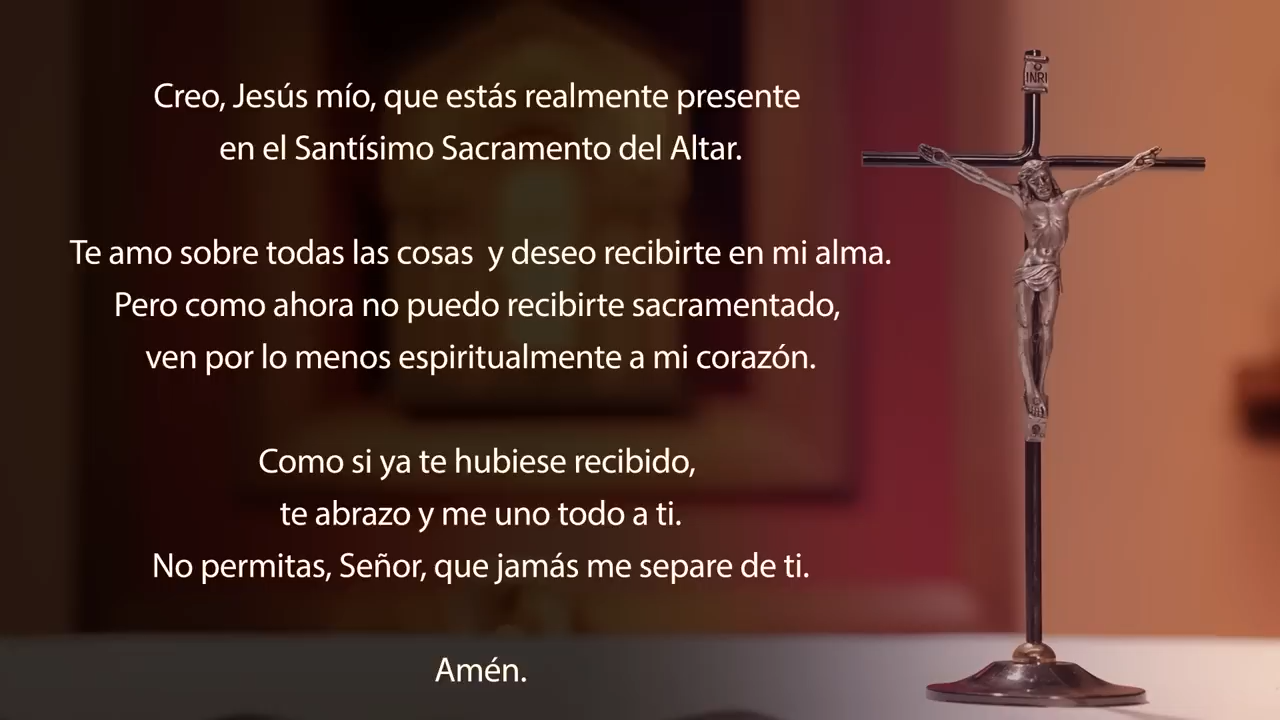 Creo, Jesús mío, que estás realmente presente
en el Santísimo Sacramento del Altar.
Te amo sobre todas las cosas  y deseo recibirte en mi alma.
Pero como ahora no puedo recibirte sacramentado,
ven por lo menos espiritualmente a mi corazón.
Como si ya te hubiese recibido,
te abrazo y me uno todo a ti.
No permitas, Señor, que jamás me separe de ti.
Amén.
INRI